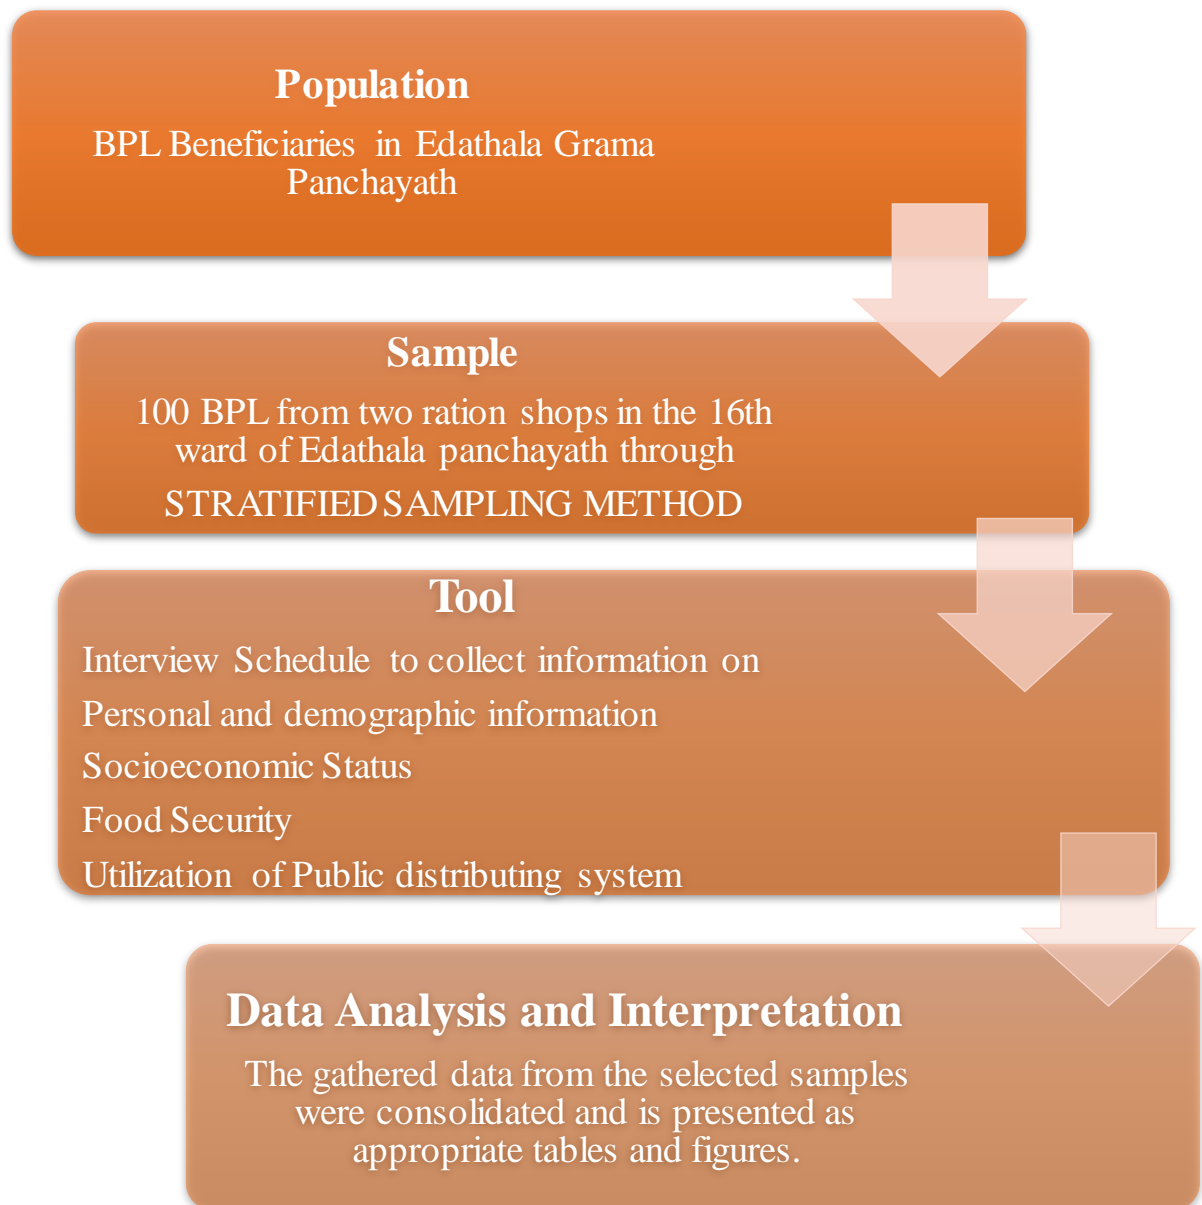 Population
BPL Beneficiaries in Edathala Grama
Panchayath
Sample
100 BPL from two ration shops in the 16th
ward of Edathala panchayath through
STRATIFIED SAMPLING METHOD
Tool
Interview Schedule to collect information on
Personal and demographic information
Socioeconomic Status
Food Security
Utilization of Public distributing system
Data Analysis and Interpretation
The gathered data from the selected samples
were consolidated and is presented as
appropriate tables and figures.